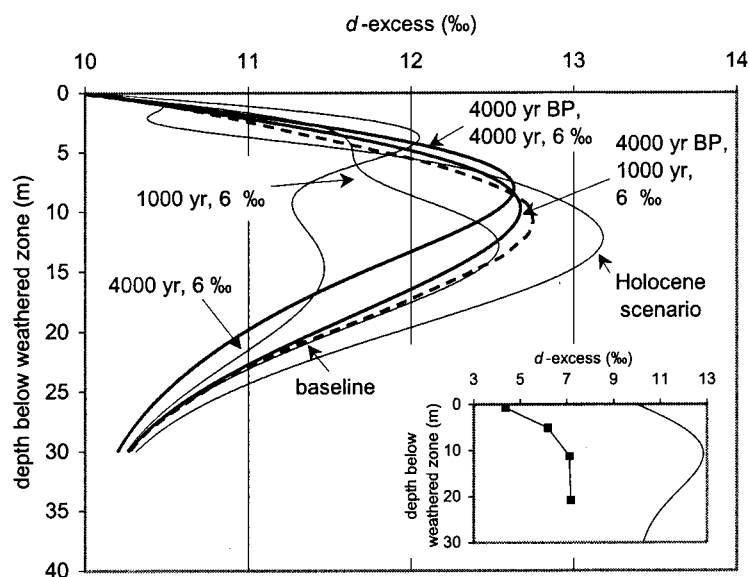 d-excess (‰)
10 11 12 13 14
depth below weathered zone (m)
0
5
10
15
20
25
30
35
40
4000 yr BP,
4000 yr, 6 ‰
4000 yr BP,
1000 yr,
6 ‰
1000 yr, 6 ‰
4000 yr, 6 ‰
Holocene
scenario
baseline
d-excess (‰)
3 5 7 9 11 13
depth below
weathered zone (m)
0
10
20
30